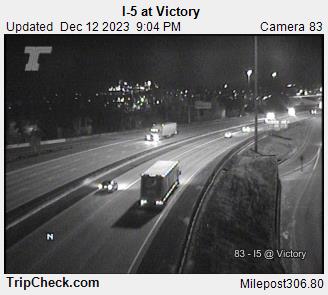 I-5 at Victory
Updated  Dec 12 2023  9:04 PM
Camera 83
T
N
83 - I5 @ Victory
TripCheck.com
Milepost306.80